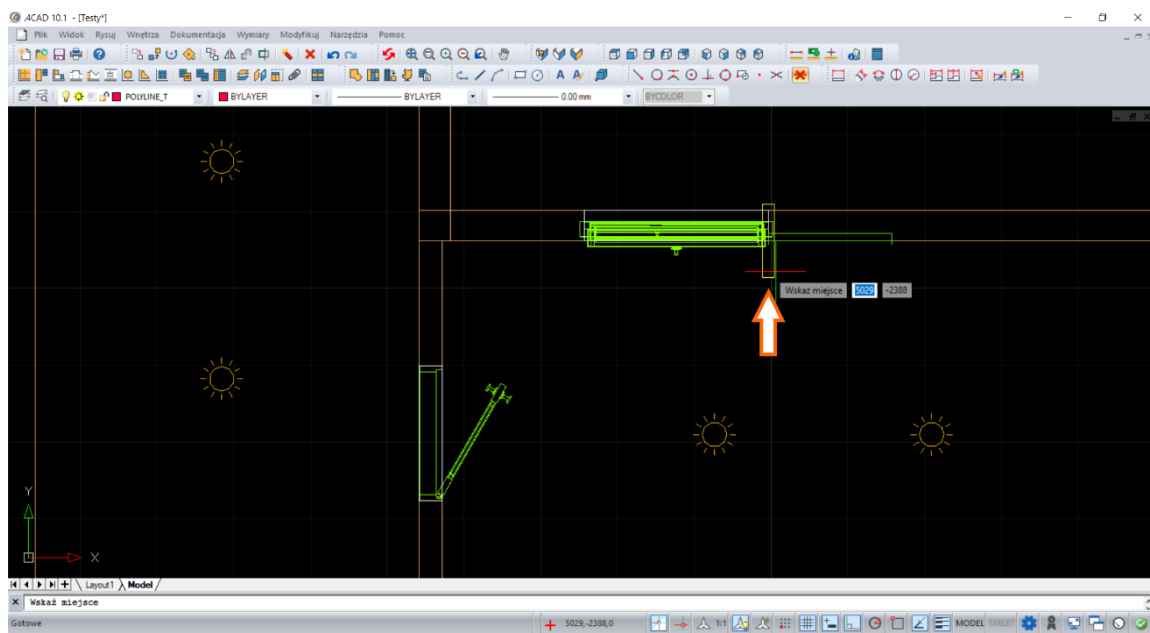 .4CAD 10.1 - [Testy*]
Plik Widok Rysuj Wnętrza Dokumentacja Wymiary Modyfikuj Narzędzia Pomoc
POLYLINE_T BYLAYER BYLAYER 0.00 mm BYCOLOR
Wskaż miejsce 5029 -2388
Y
X
Layout1 Model
Wskaż miejsce
Gotowe 5029,-2388,0 1:1 MODEL TABLET